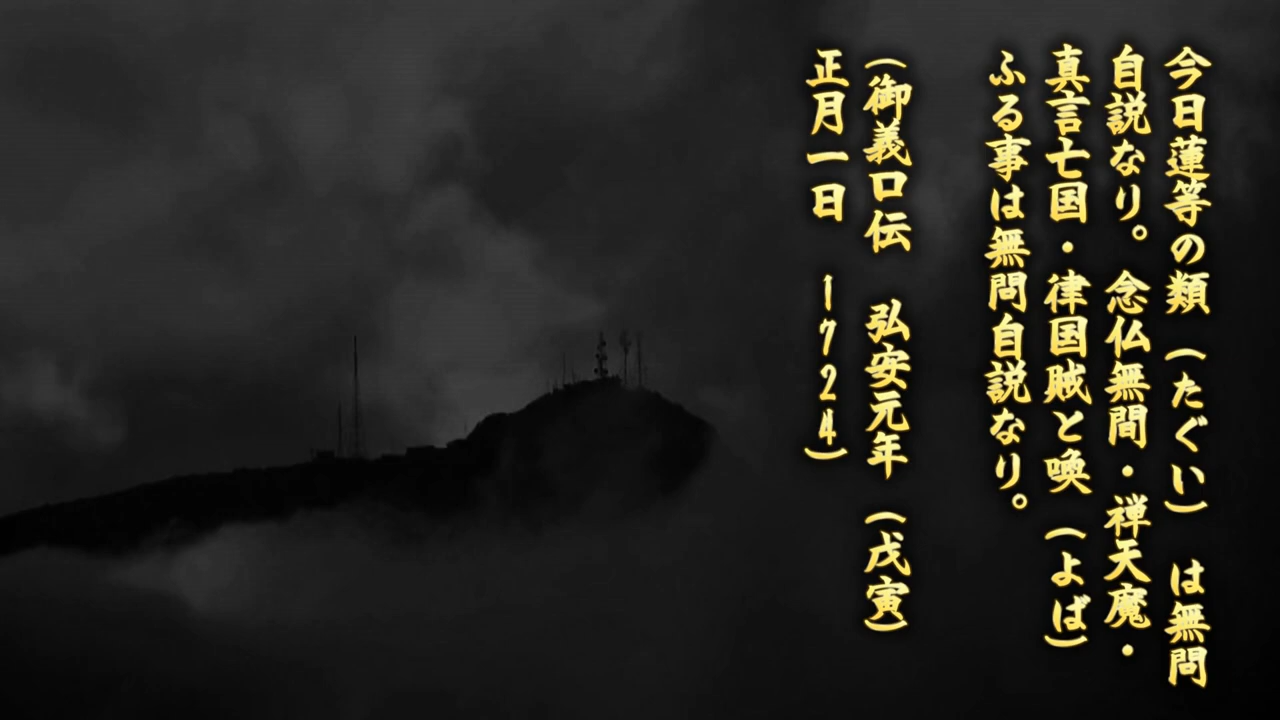 今日蓮等の類（たぐい）　は無問
自説なり。念仏無問・禅天魔・
真言亡国・律国賊と喚（よば）
ふる事は無問自説なり。
（御義口伝　弘安元年（戊寅）
正月一日　1724）